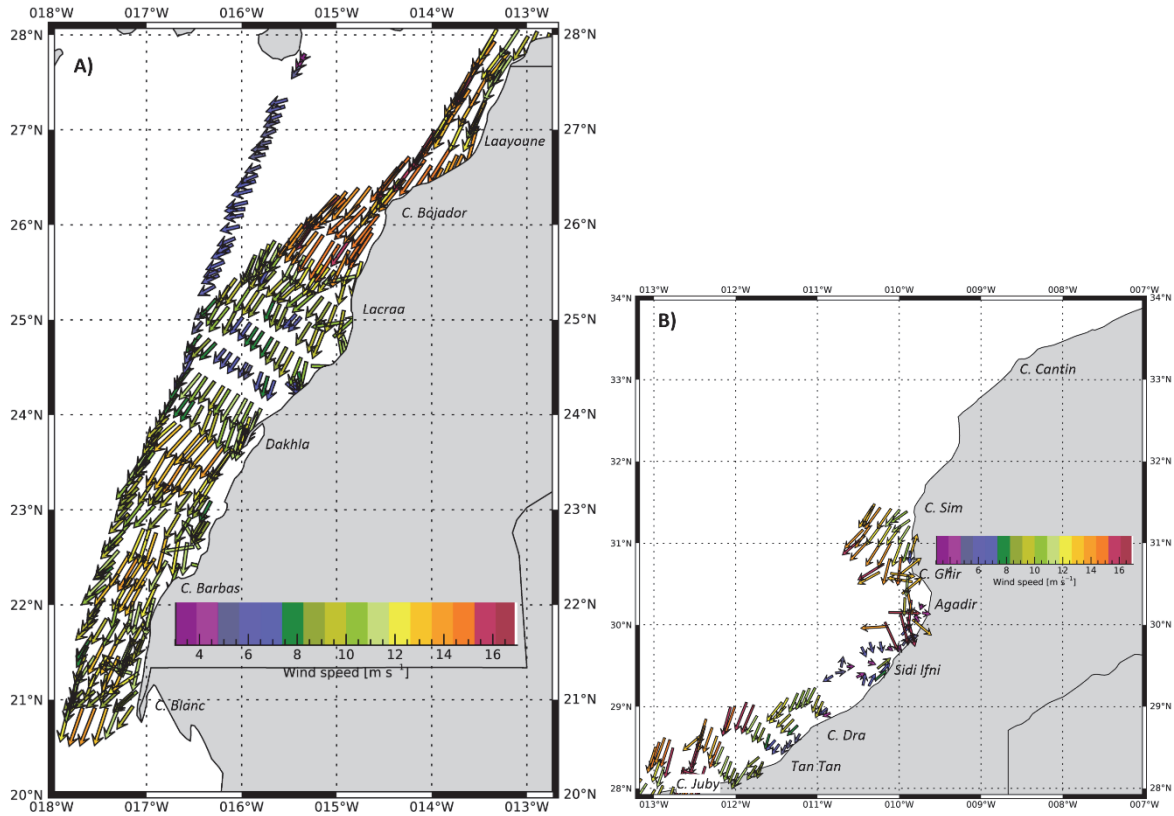 018°W 017°W 016°W 015°W 014°W 013°W
28°N 28°N
A)
27°N 27°N
Laayoune
26°N 26°N
C. Bojador
Lacraa
25°N 25°N
24°N 24°N
Dakhla
23°N 23°N
C. Barbas
22°N 22°N
4 6 8 10 12 14 16
Wind speed [m s⁻¹]
21°N 21°N
C. Blanc
20°N 20°N
018°W 017°W 016°W 015°W 014°W 013°W
013°W 012°W 011°W 010°W 009°W 008°W 007°W
34°N 34°N
B)
C. Cantin
33°N 33°N
32°N 32°N
C. Sim
31°N 31°N
4 6 8 10 12 14 16
Wind speed [m s⁻¹]
C. Ghir
Agadir
30°N 30°N
Sidi Ifni
29°N 29°N
C. Dra
Tan Tan
C. Juby
28°N 28°N
013°W 012°W 011°W 010°W 009°W 008°W 007°W